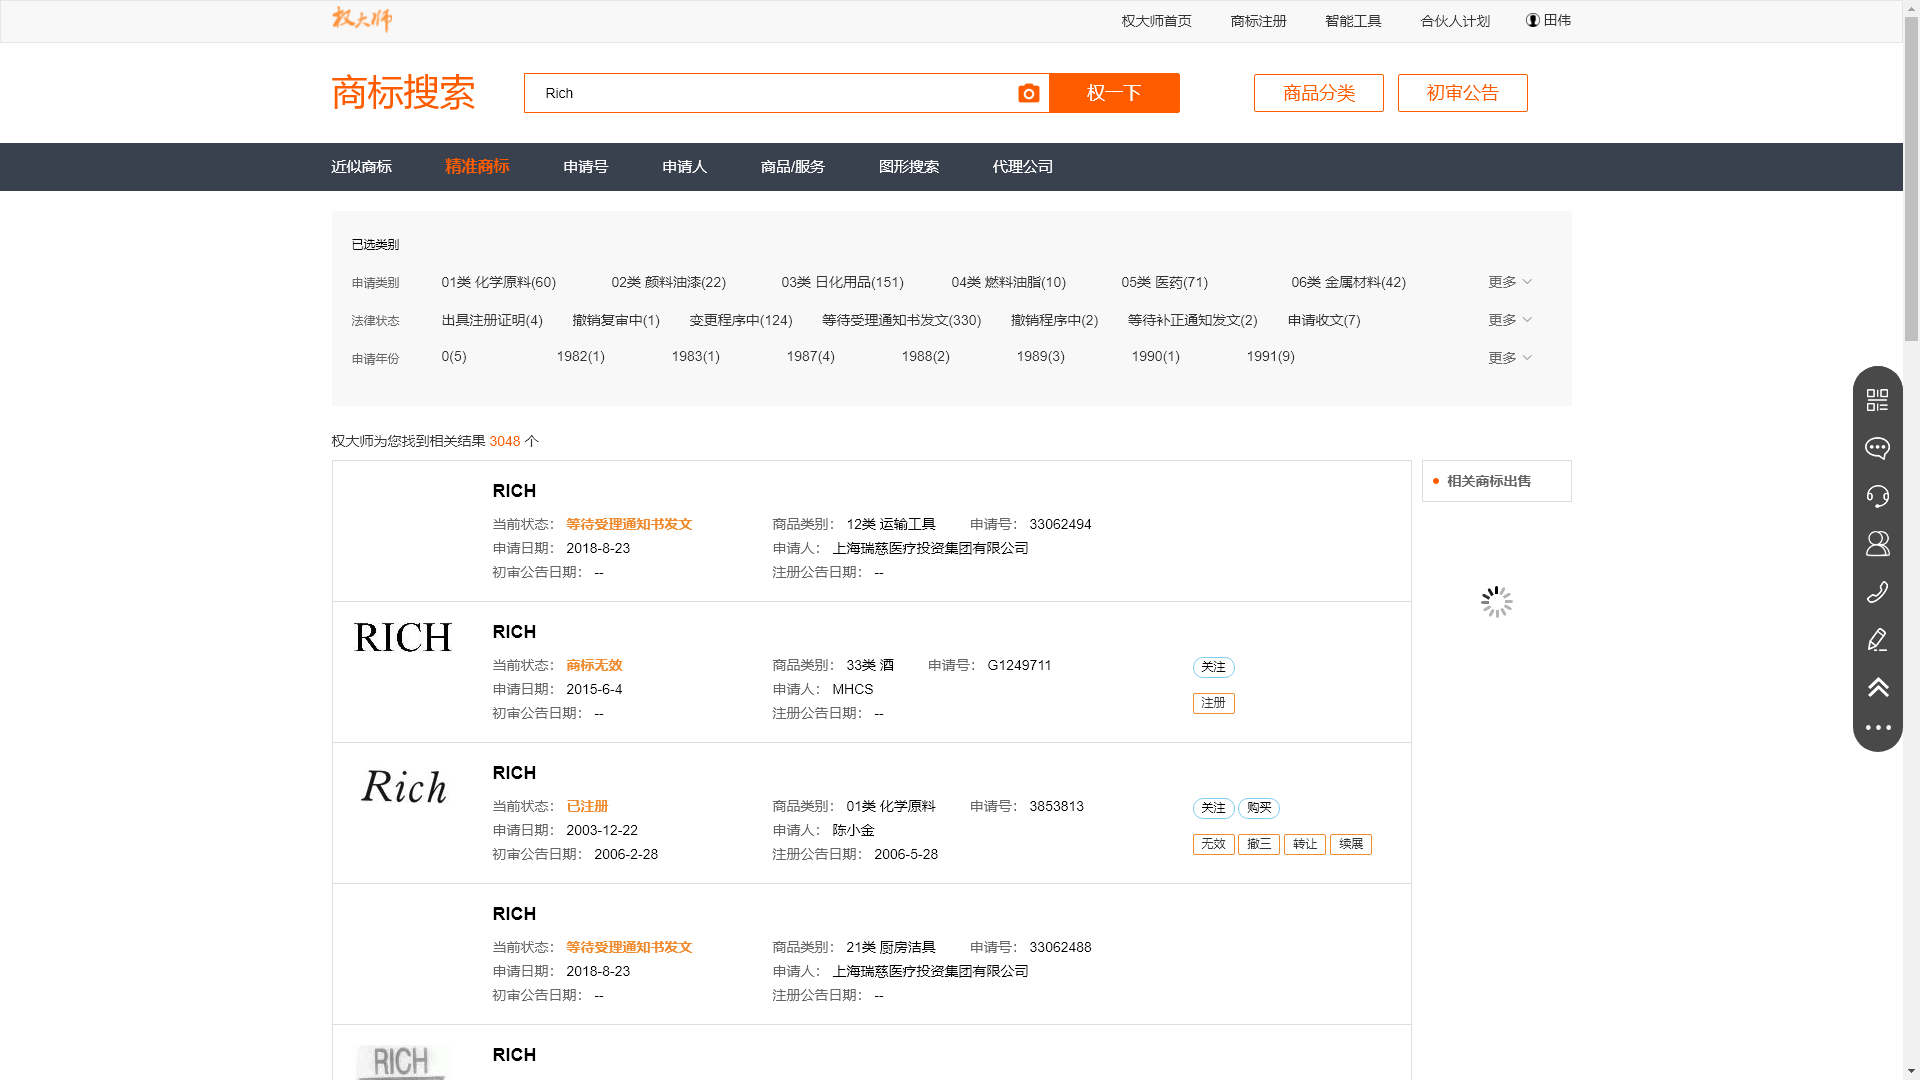 权大师 权大师首页 商标注册 智能工具 合伙人计划 田伟
商标搜索 Rich 权一下 商品分类 初审公告
近似商标 精准商标 申请号 申请人 商品/服务 图形搜索 代理公司
已选类别
申请类别 01类 化学原料(60) 02类 颜料油漆(22) 03类 日化用品(151) 04类 燃料油脂(10) 05类 医药(71) 06类 金属材料(42) 更多
法律状态 出具注册证明(4) 撤销复审中(1) 变更程序中(124) 等待受理通知书发文(330) 撤销程序中(2) 等待补正通知发文(2) 申请收文(7) 更多
申请年份 0(5) 1982(1) 1983(1) 1987(4) 1988(2) 1989(3) 1990(1) 1991(9) 更多
权大师为您找到相关结果 3048 个
相关商标出售
RICH
当前状态： 等待受理通知书发文 商品类别： 12类 运输工具 申请号： 33062494
申请日期： 2018-8-23 申请人： 上海瑞慈医疗投资集团有限公司
初审公告日期： -- 注册公告日期： --
RICH RICH
当前状态： 商标无效 商品类别： 33类 酒 申请号： G1249711 关注
申请日期： 2015-6-4 申请人： MHCS
初审公告日期： -- 注册公告日期： -- 注册
Rich RICH
当前状态： 已注册 商品类别： 01类 化学原料 申请号： 3853813 关注 购买
申请日期： 2003-12-22 申请人： 陈小金
初审公告日期： 2006-2-28 注册公告日期： 2006-5-28 无效 撤三 转让 续展
RICH
当前状态： 等待受理通知书发文 商品类别： 21类 厨房洁具 申请号： 33062488
申请日期： 2018-8-23 申请人： 上海瑞慈医疗投资集团有限公司
初审公告日期： -- 注册公告日期： --
RICH RICH